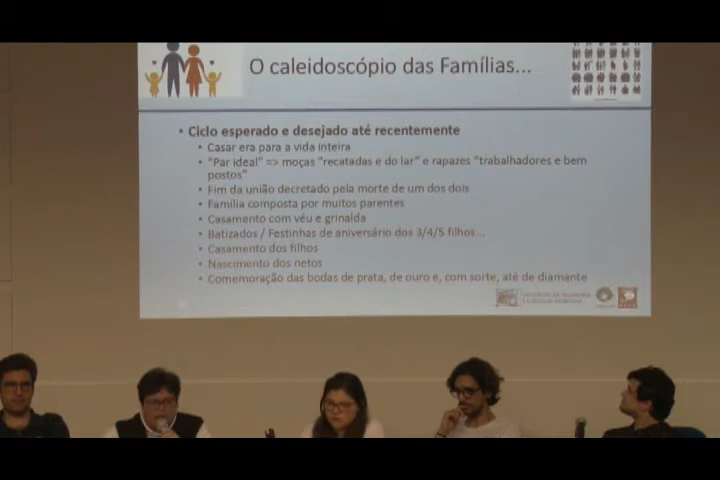 O caleidoscópio das Famílias...
• Ciclo esperado e desejado até recentemente
• Casar era para a vida inteira
• "Par ideal" => moças "recatadas e do lar" e rapazes "trabalhadores e bem
postos"
• Fim da união decretado pela morte de um dos dois
• Família composta por muitos parentes
• Casamento com véu e grinalda
• Batizados / Festinhas de aniversário dos 3/4/5 filhos...
• Casamento dos filhos
• Nascimento dos netos
• Comemoração das bodas de prata, de ouro e, com sorte, até de diamante